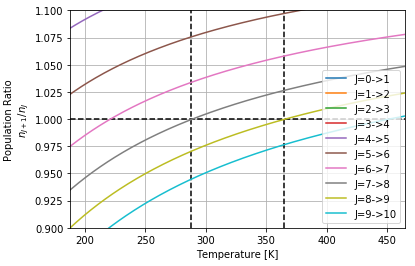 1.100
1.075
1.050
1.025
1.000
0.975
0.950
0.925
0.900
Population Ratio
n_{J+1}/n_J
200
250
300
350
400
450
Temperature [K]
J=0->1
J=1->2
J=2->3
J=3->4
J=4->5
J=5->6
J=6->7
J=7->8
J=8->9
J=9->10